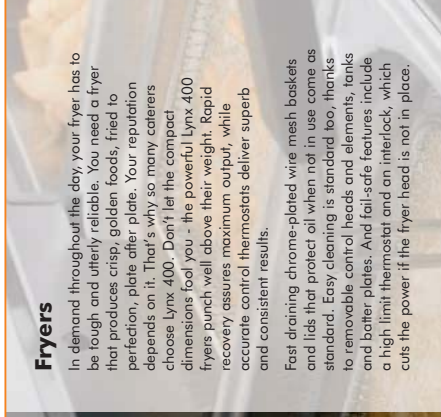 Fryers
In demand throughout the day, your fryer has to
be tough and utterly reliable. You need a fryer
that produces crisp, golden foods, fried to
perfection, plate after plate. Your reputation
depends on it. That's why so many caterers
choose Lynx 400. Don't let the compact
dimensions fool you - the powerful Lynx 400
fryers punch well above their weight. Rapid
recovery assures maximum output, while
accurate control thermostats deliver superb
and consistent results.
Fast draining chrome-plated wire mesh baskets
and lids that protect oil when not in use come as
standard. Easy cleaning is standard too, thanks
to removable control heads and elements, tanks
and batter plates. And fail-safe features include
a high limit thermostat and an interlock, which
cuts the power if the fryer head is not in place.